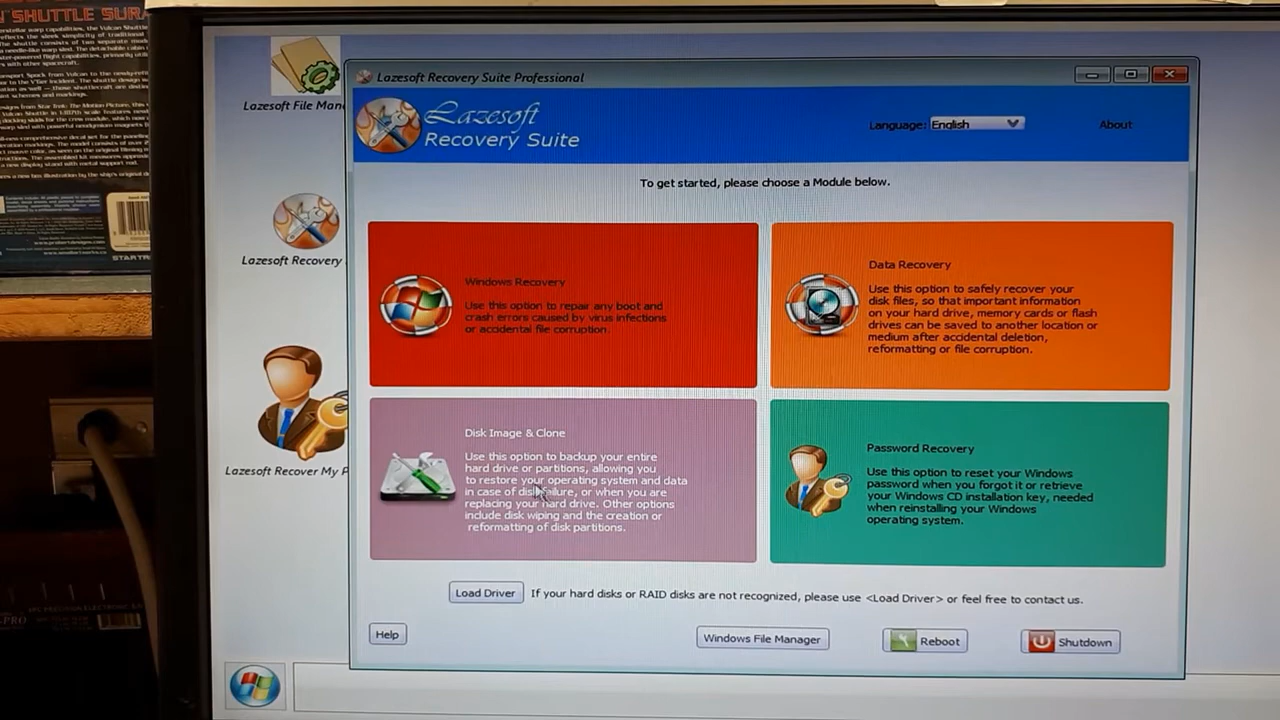 SHUTTLE SURA
STARTR
Lazesoft File Man
Lazesoft Recovery
Lazesoft Recover My P
Lazesoft Recovery Suite Professional
Lazesoft
Recovery Suite
Language: English
About
To get started, please choose a Module below.
Windows Recovery
Use this option to repair any boot and
crash errors caused by virus infections
or accidental file corruption.
Data Recovery
Use this option to safely recover your
disk files, so that important information
on your hard drive, memory cards or flash
drives can be saved to another location or
medium after accidental deletion,
reformatting or file corruption.
Disk Image & Clone
Use this option to backup your entire
hard drive or partitions, allowing you
to restore your operating system and data
in case of disk failure, or when you are
replacing your hard drive. Other options
include disk wiping and the creation or
reformatting of disk partitions.
Password Recovery
Use this option to reset your Windows
password when you forgot it or retrieve
your Windows CD installation key, needed
when reinstalling your Windows
operating system.
Load Driver
If your hard disks or RAID disks are not recognized, please use <Load Driver> or feel free to contact us.
Help
Windows File Manager
Reboot
Shutdown